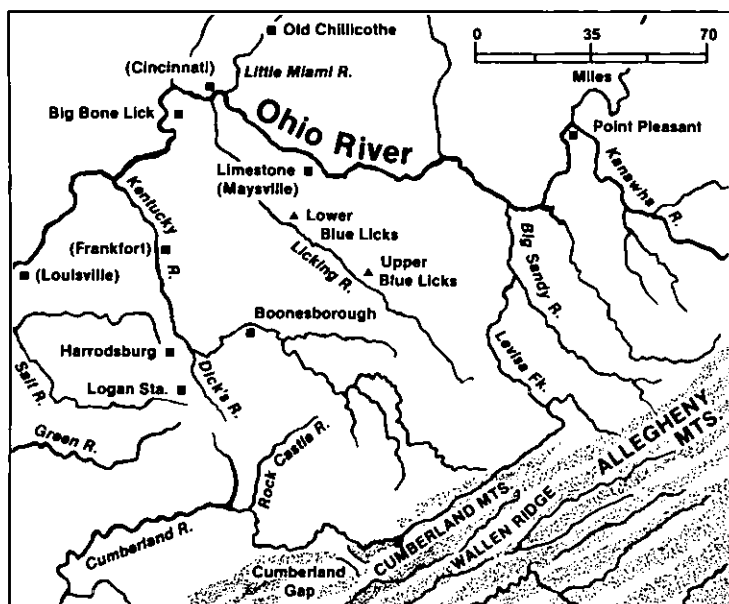 Old Chillicothe
0 35 70
Miles
(Cincinnati)
Little Miami R.
Big Bone Lick
Ohio River
Point Pleasant
Kanawha R.
Limestone
(Maysville)
Kentucky R.
Lower
Blue Licks
(Frankfort)
Licking R.
Upper
Blue Licks
Big Sandy R.
(Louisville)
Boonesborough
Harrodsburg
Levisa Fk.
Salt R.
Logan Sta.
Dick's R.
Green R.
Rock Castle R.
ALLEGHENY
MTS.
CUMBERLAND MTS.
WALLEN RIDGE
Cumberland R.
Cumberland
Gap